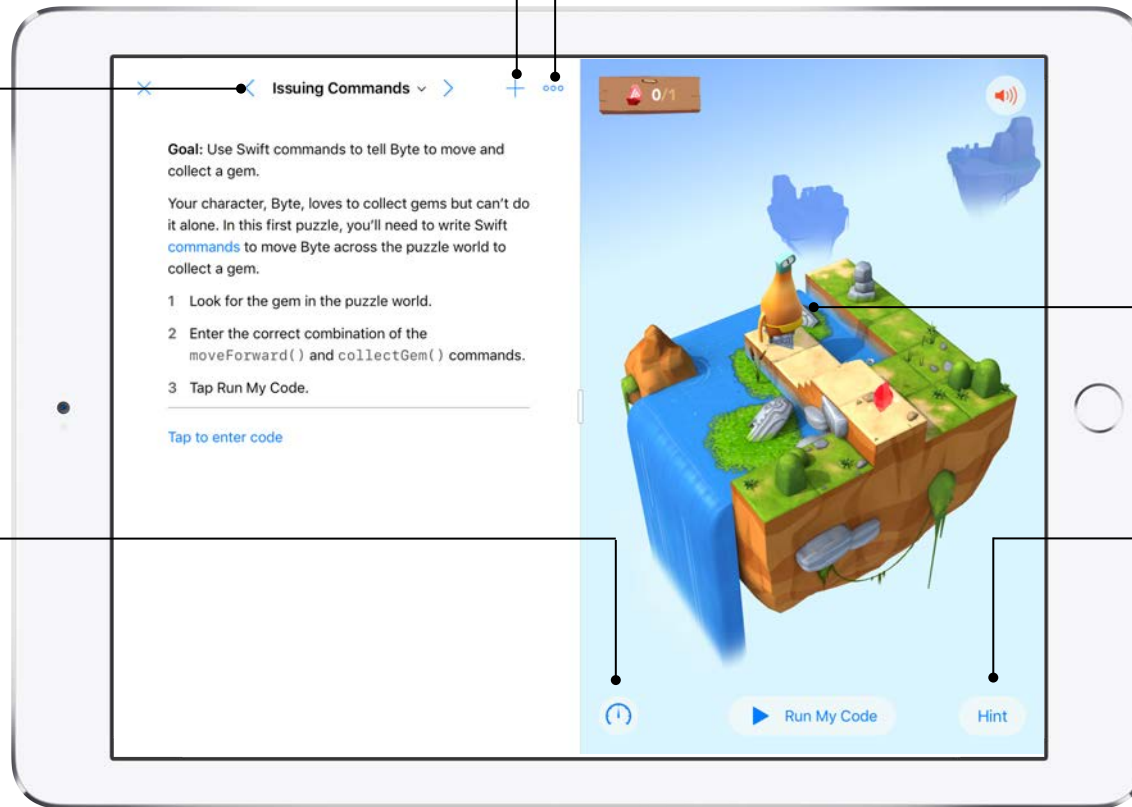 Issuing Commands
0/1
Goal: Use Swift commands to tell Byte to move and
collect a gem.
Your character, Byte, loves to collect gems but can't do
it alone. In this first puzzle, you'll need to write Swift
commands to move Byte across the puzzle world to
collect a gem.
1 Look for the gem in the puzzle world.
2 Enter the correct combination of the
moveForward() and collectGem() commands.
3 Tap Run My Code.
Tap to enter code
Run My Code
Hint